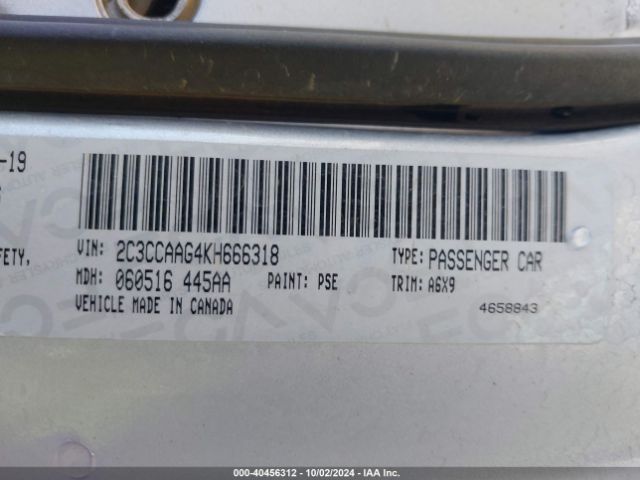 -19
FETY,
VIN: 2C3CCAAG4KH666318 TYPE: PASSENGER CAR
MDH: 060516 445AA PAINT: PSE TRIM: A6X9
VEHICLE MADE IN CANADA 4658843
000-40456312 - 10/02/2024 - IAA Inc.